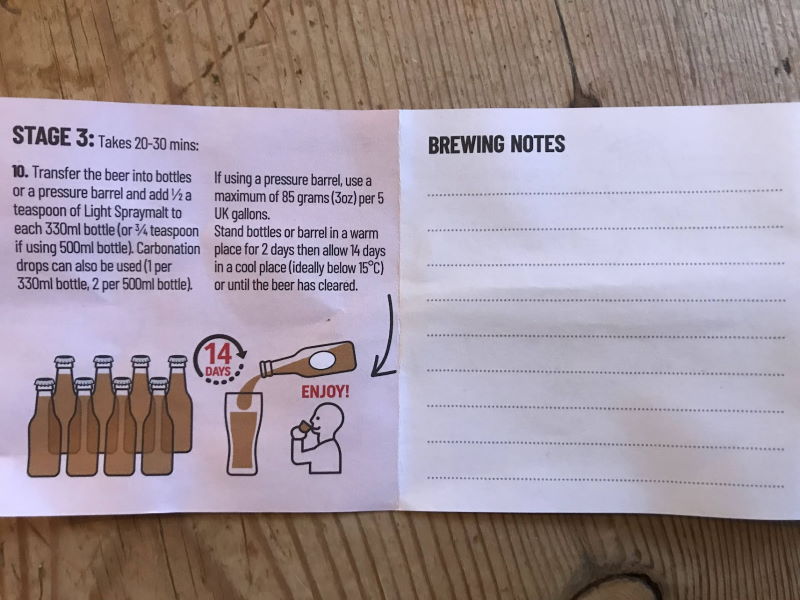 STAGE 3: Takes 20-30 mins:
10. Transfer the beer into bottles
or a pressure barrel and add ½ a
teaspoon of Light Spraymalt to
each 330ml bottle (or ¾ teaspoon
if using 500ml bottle). Carbonation
drops can also be used (1 per
330ml bottle, 2 per 500ml bottle).
If using a pressure barrel, use a
maximum of 85 grams (3oz) per 5
UK gallons.
Stand bottles or barrel in a warm
place for 2 days then allow 14 days
in a cool place (ideally below 15°C)
or until the beer has cleared.
14
DAYS
ENJOY!
BREWING NOTES